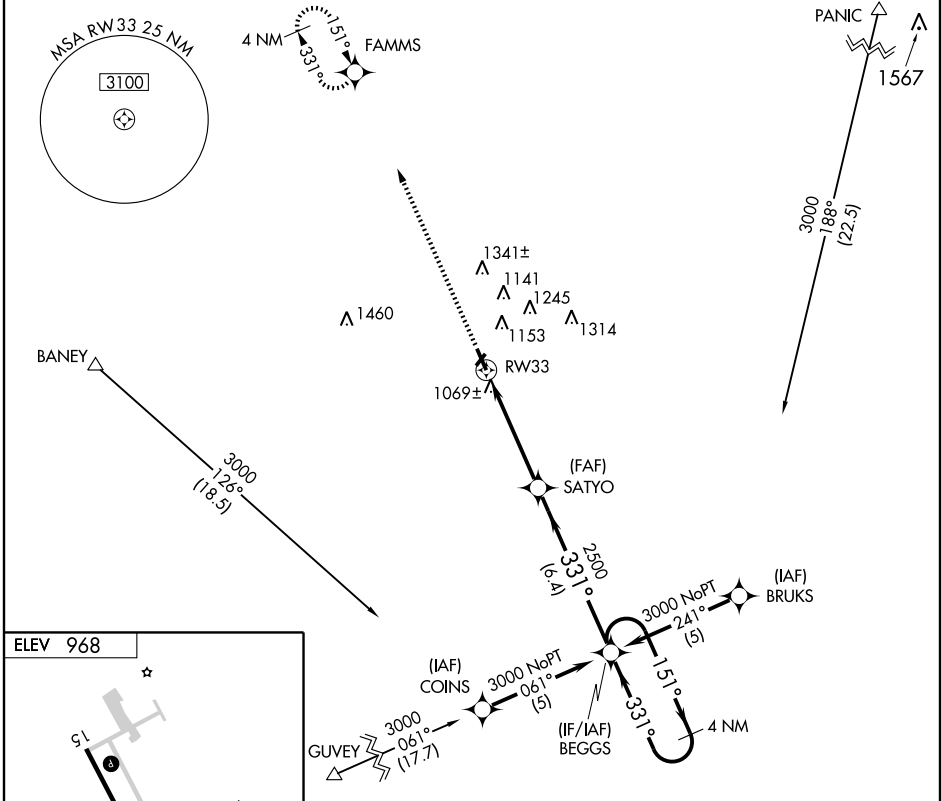 MSA RW33 25 NM
3100
4 NM
151°
331°
FAMMS
PANIC
1567
3000
188°
(22.5)
1341±
1141
1245
1153
1314
1460
RW33
1069±
BANEY
3000
126°
(18.5)
(FAF)
SATYO
2500
331°
(6.4)
(IAF)
BRUKS
3000 NoPT
241°
(5)
(IAF)
COINS
3000 NoPT
061°
(5)
151°
331°
4 NM
(IF/IAF)
BEGGS
GUVEY
3000
061°
(17.7)
ELEV 968
15
P